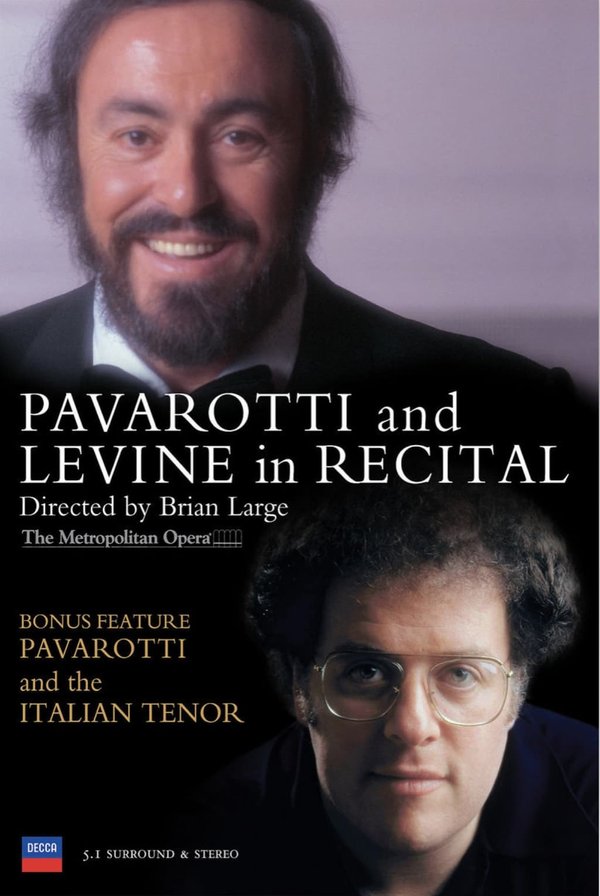 PAVAROTTI and
LEVINE in RECITAL
Directed by Brian Large
The Metropolitan Opera
BONUS FEATURE
PAVAROTTI
and the
ITALIAN TENOR
DECCA
5.1 SURROUND & STEREO